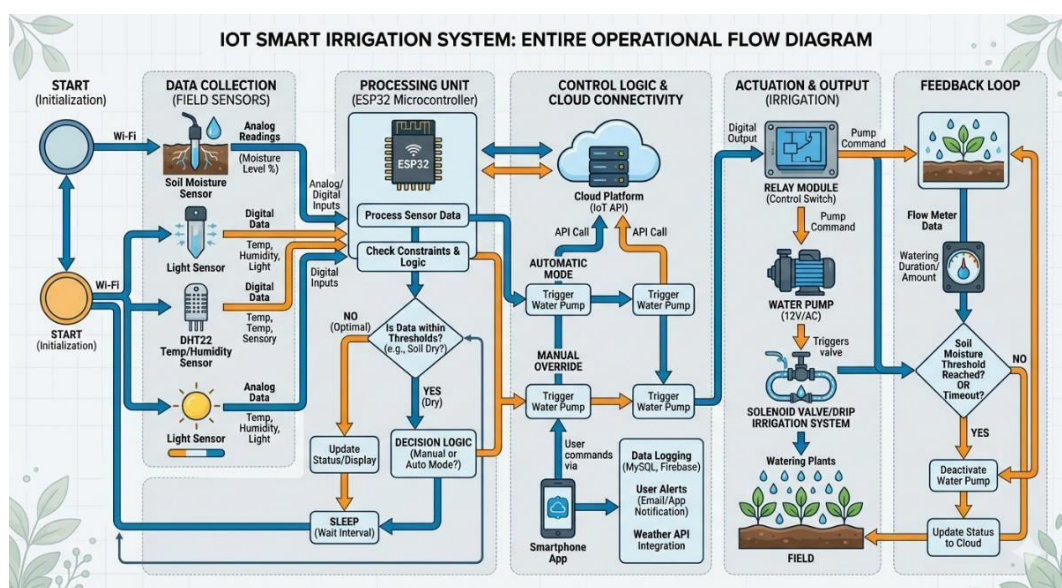 IOT SMART IRRIGATION SYSTEM: ENTIRE OPERATIONAL FLOW DIAGRAM
START
(Initialization)
Wi-Fi
START
(Initialization)
Wi-Fi
DATA COLLECTION
(FIELD SENSORS)
Analog
Readings
(Moisture
Level %)
Soil Moisture
Sensor
Digital
Data
Temp,
Humidity,
Light
Light Sensor
Digital
Data
Temp,
Temp,
Sensory
DHT22
Temp/Humidity
Sensor
Analog
Data
Temp,
Humidity,
Light
Light Sensor
PROCESSING UNIT
(ESP32 Microcontroller)
ESP32
Analog/
Digital
Inputs
Process Sensor Data
Check Constraints &
Logic
Digital
Inputs
NO
(Optimal)
Is Data within
Thresholds?
(e.g., Soil Dry?)
YES
(Dry)
Update
Status/Display
DECISION LOGIC
(Manual or
Auto Mode?)
SLEEP
(Wait Interval)
CONTROL LOGIC
& CLOUD CONNECTIVITY
Cloud Platform
(IoT API)
API Call
API Call
AUTOMATIC
MODE
Trigger
Water Pump
Trigger
Water Pump
MANUAL
OVERRIDE
Trigger
Water Pump
Trigger
Water Pump
User
commands
via
Smartphone
App
Data Logging
(MySQL, Firebase)
User Alerts
(Email/App
Notification)
Weather API
Integration
ACTUATION & OUTPUT
(IRRIGATION)
Digital
Output
Pump
Command
RELAY MODULE
(Control Switch)
Pump
Command
WATER PUMP
(12V/AC)
Triggers
valve
SOLENOID VALVE/DRIP
IRRIGATION SYSTEM
Watering Plants
FIELD
FEEDBACK LOOP
Flow Meter
Data
Watering
Duration/
Amount
Soil
Moisture
Threshold
Reached?
OR
Timeout?
NO
YES
Deactivate
Water Pump
Update Status
to Cloud